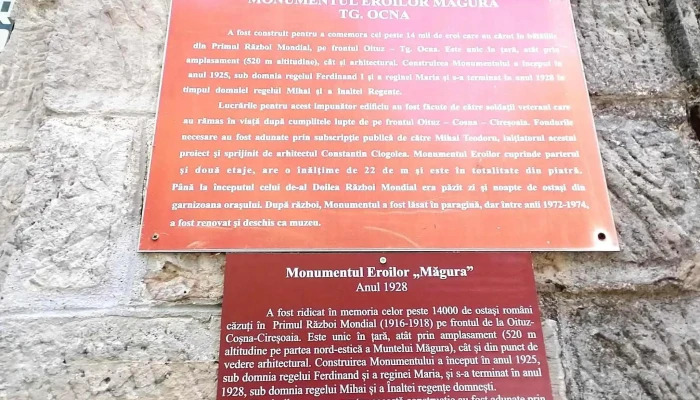 MONUMENTUL EROILOR MĂGURA
TG. OCNA
A fost construit pentru a comemora cei peste 14 mii de eroi care au căzut în bătăliile
din Primul Război Mondial, pe frontul Oituz – Tg. Ocna. Este unic în țară, atât prin
amplasament (520 m altitudine), cât și arhitectural. Construirea Monumentului a început în
anul 1925, sub domnia regelui Ferdinand I și a reginei Maria și s-a terminat în anul 1928 în
timpul domniei regelui Mihai și a Înaltei Regențe.
Lucrările pentru acest impunător edificiu au fost făcute de către soldații veterani care
au rămas în viață după cumplitele lupte de pe frontul Oituz – Coșna – Cireșoaia. Fondurile
necesare au fost adunate prin subscripție publică de către Mihai Teodoru, inițiatorul acestui
proiect și sprijinit de arhitectul Constantin Ciogolea. Monumentul Eroilor cuprinde parterul
și două etaje, are o înălțime de 22 de m și este în totalitate din piatră.
Până la începutul celui de-al Doilea Război Mondial era păzit zi și noapte de ostași din
garnizoana orașului. După război, Monumentul a fost lăsat în paragină, dar între anii 1972-1974,
a fost renovat și deschis ca muzeu.
Monumentul Eroilor „Măgura”
Anul 1928
A fost ridicat în memoria celor peste 14000 de ostași români
căzuți în Primul Război Mondial (1916-1918) pe frontul de la Oituz-
Coșna-Cireșoaia. Este unic în țară, atât prin amplasament (520 m
altitudine pe partea nord-estică a Muntelui Măgura), cât și din punct de
vedere arhitectural. Construirea Monumentului a început în anul 1925,
sub domnia regelui Ferdinand și a reginei Maria, și s-a terminat în anul
1928, sub domnia regelui Mihai și a Înaltei regențe domnești.
au fost adunate prin